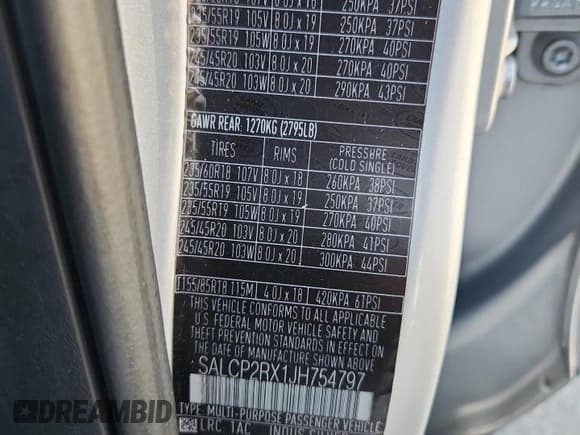 250KPA 37PSI
235/55R19 105V 8.0J x 19 250KPA 37PSI
235/55R19 105W 8.0J x 19 270KPA 40PSI
245/45R20 103V 8.0J x 20 270KPA 40PSI
245/45R20 103W 8.0J x 20 290KPA 43PSI
GAWR REAR: 1270KG (2795LB)
TIRES RIMS PRESSURE (COLD SINGLE)
235/60R18 107V 8.0J x 18 260KPA 38PSI
235/55R19 105V 8.0J x 19 250KPA 37PSI
235/55R19 105W 8.0J x 19 270KPA 40PSI
245/45R20 103V 8.0J x 20 280KPA 41PSI
245/45R20 103W 8.0J x 20 300KPA 44PSI
T155/85R18 115M 4.0J x 18 420KPA 61PSI
THIS VEHICLE CONFORMS TO ALL APPLICABLE
U.S. FEDERAL MOTOR VEHICLE SAFETY AND
THEFT PREVENTION STANDARDS IN EFFECT ON
THE DATE OF MANUFACTURE SHOWN ABOVE.
SALCP2RX1JH754797
TYPE: MULTI-PURPOSE PASSENGER VEHICLE
LRC 1AC INDUS SILVER
DREAMBID